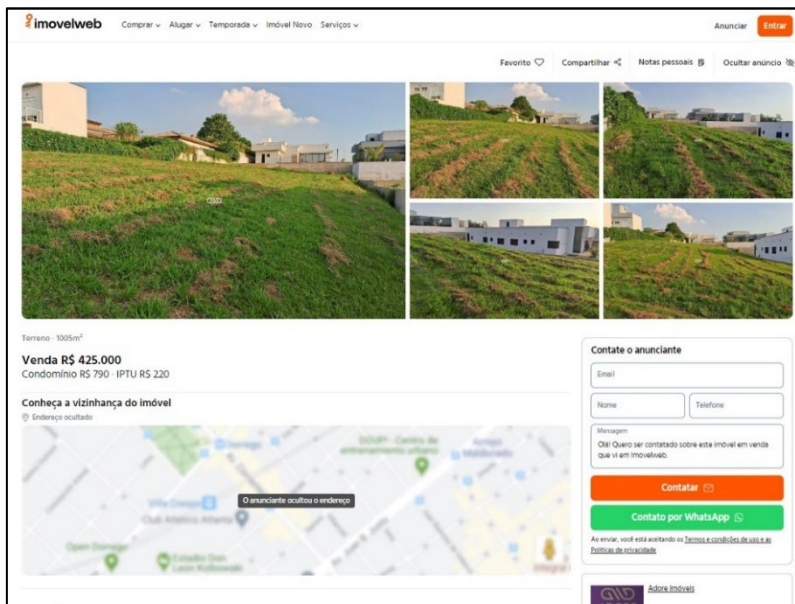 imovelweb Comprar Alugar Temporada Imóvel Novo Serviços Anunciar Entrar
Favorito Compartilhar Notas pessoais Ocultar anúncio
Terreno · 1005m²
Venda R$ 425.000
Condomínio R$ 790 · IPTU R$ 220
Conheça a vizinhança do imóvel
Endereço ocultado
O anunciante ocultou o endereço
Villa Crespo
Club Atlético Atlanta
Open Dorrego
Estadio Don
León Kolbowski
Contate o anunciante
Email
Nome Telefone
Mensagem
Olá! Quero ser contatado sobre este imóvel em venda
que vi em Imovelweb.
Contatar
Contato por WhatsApp
Ao enviar, você está aceitando os Termos e condições de uso e as
Políticas de privacidade
Adore Imóveis